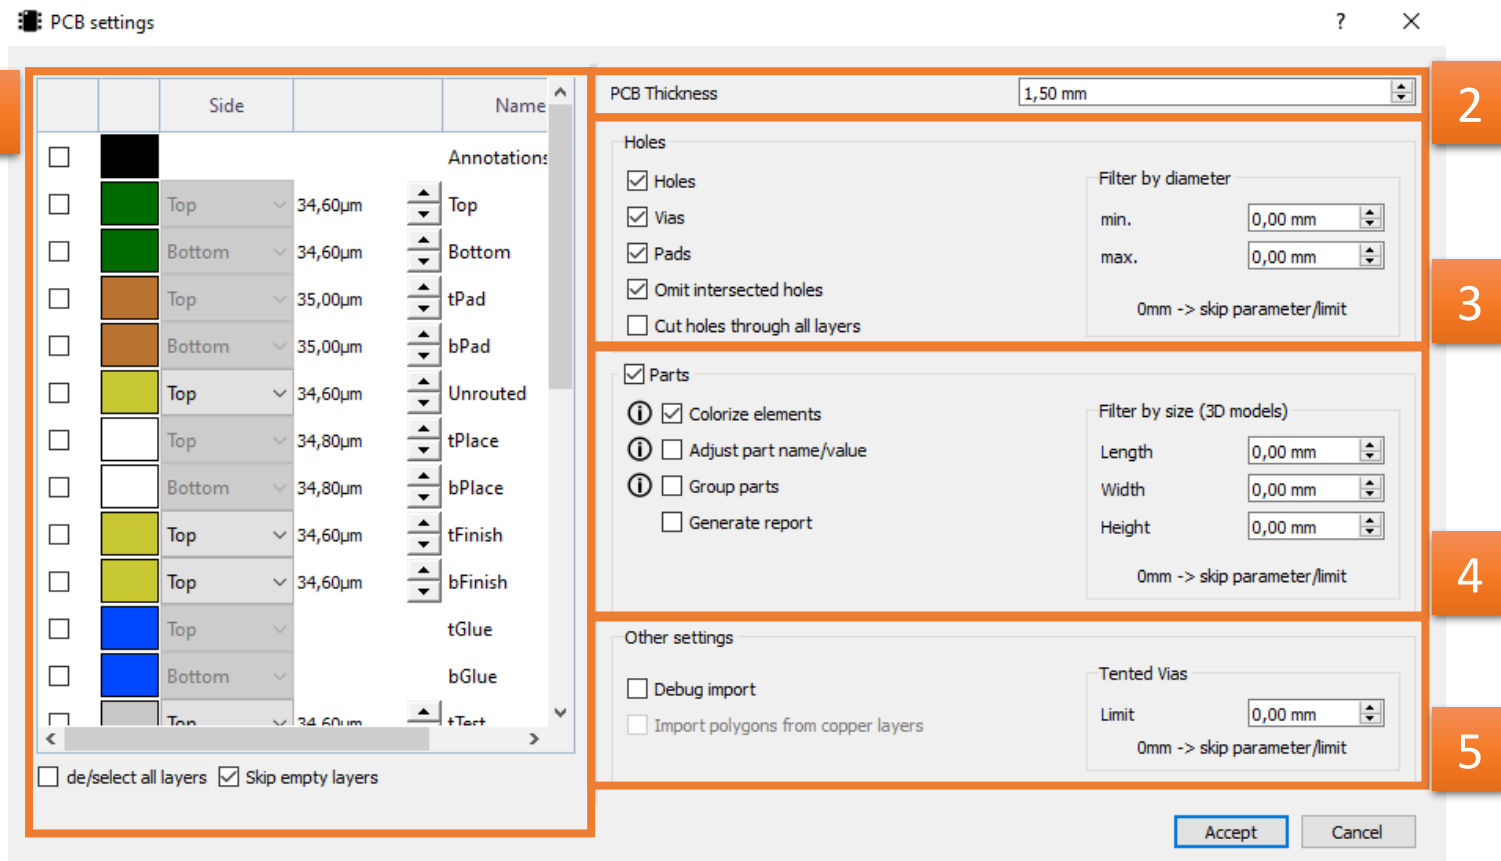 PCB settings ? ×
Side Name
Annotations
Top 34,60µm Top
Bottom 34,60µm Bottom
Top 35,00µm tPad
Bottom 35,00µm bPad
Top 34,60µm Unrouted
Top 34,80µm tPlace
Bottom 34,80µm bPlace
Top 34,60µm tFinish
Top 34,60µm bFinish
Top tGlue
Bottom bGlue
Top 34,60µm tTest
de/select all layers Skip empty layers
PCB Thickness 1,50 mm
2
Holes
Holes
Vias
Pads
Omit intersected holes
Cut holes through all layers
Filter by diameter
min. 0,00 mm
max. 0,00 mm
0mm -> skip parameter/limit
3
Parts
Colorize elements
Adjust part name/value
Group parts
Generate report
Filter by size (3D models)
Length 0,00 mm
Width 0,00 mm
Height 0,00 mm
0mm -> skip parameter/limit
4
Other settings
Debug import
Import polygons from copper layers
Tented Vias
Limit 0,00 mm
0mm -> skip parameter/limit
5
Accept Cancel